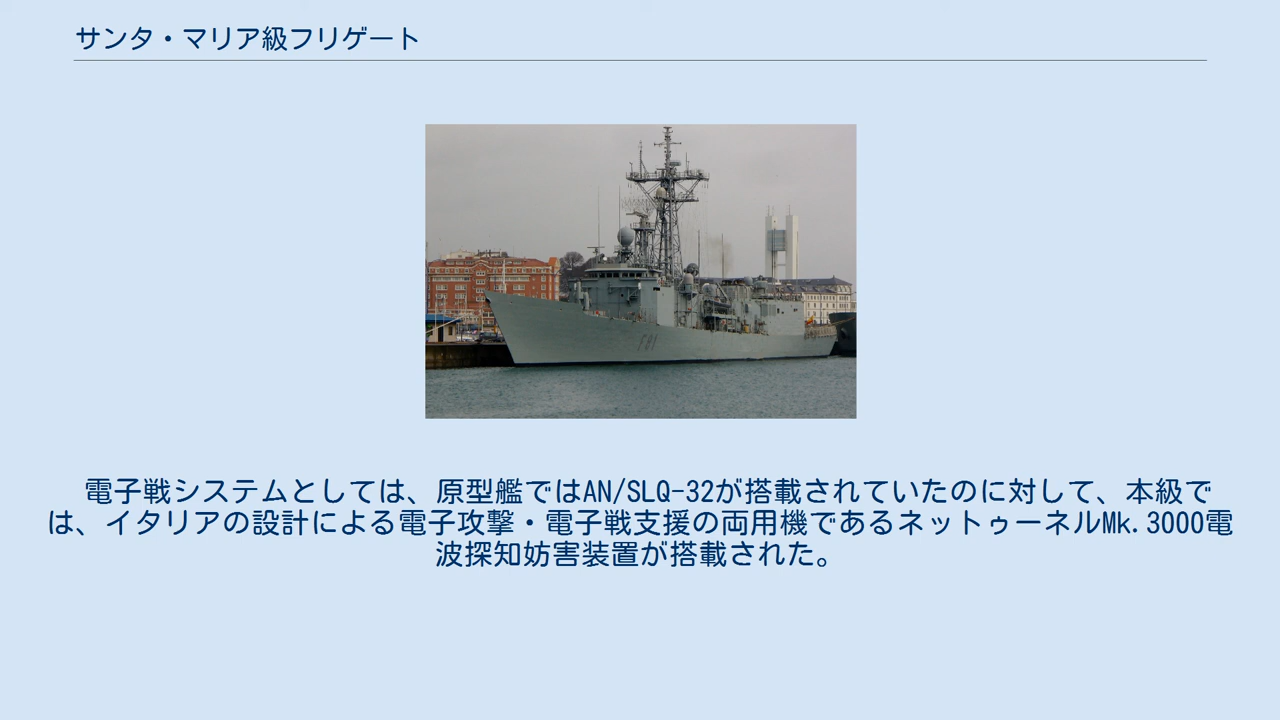 サンタ・マリア級フリゲート
F81
電子戦システムとしては、原型艦ではAN/SLQ-32が搭載されていたのに対して、本級で
は、イタリアの設計による電子攻撃・電子戦支援の両用機であるネットゥーネルMk.3000電
波探知妨害装置が搭載された。